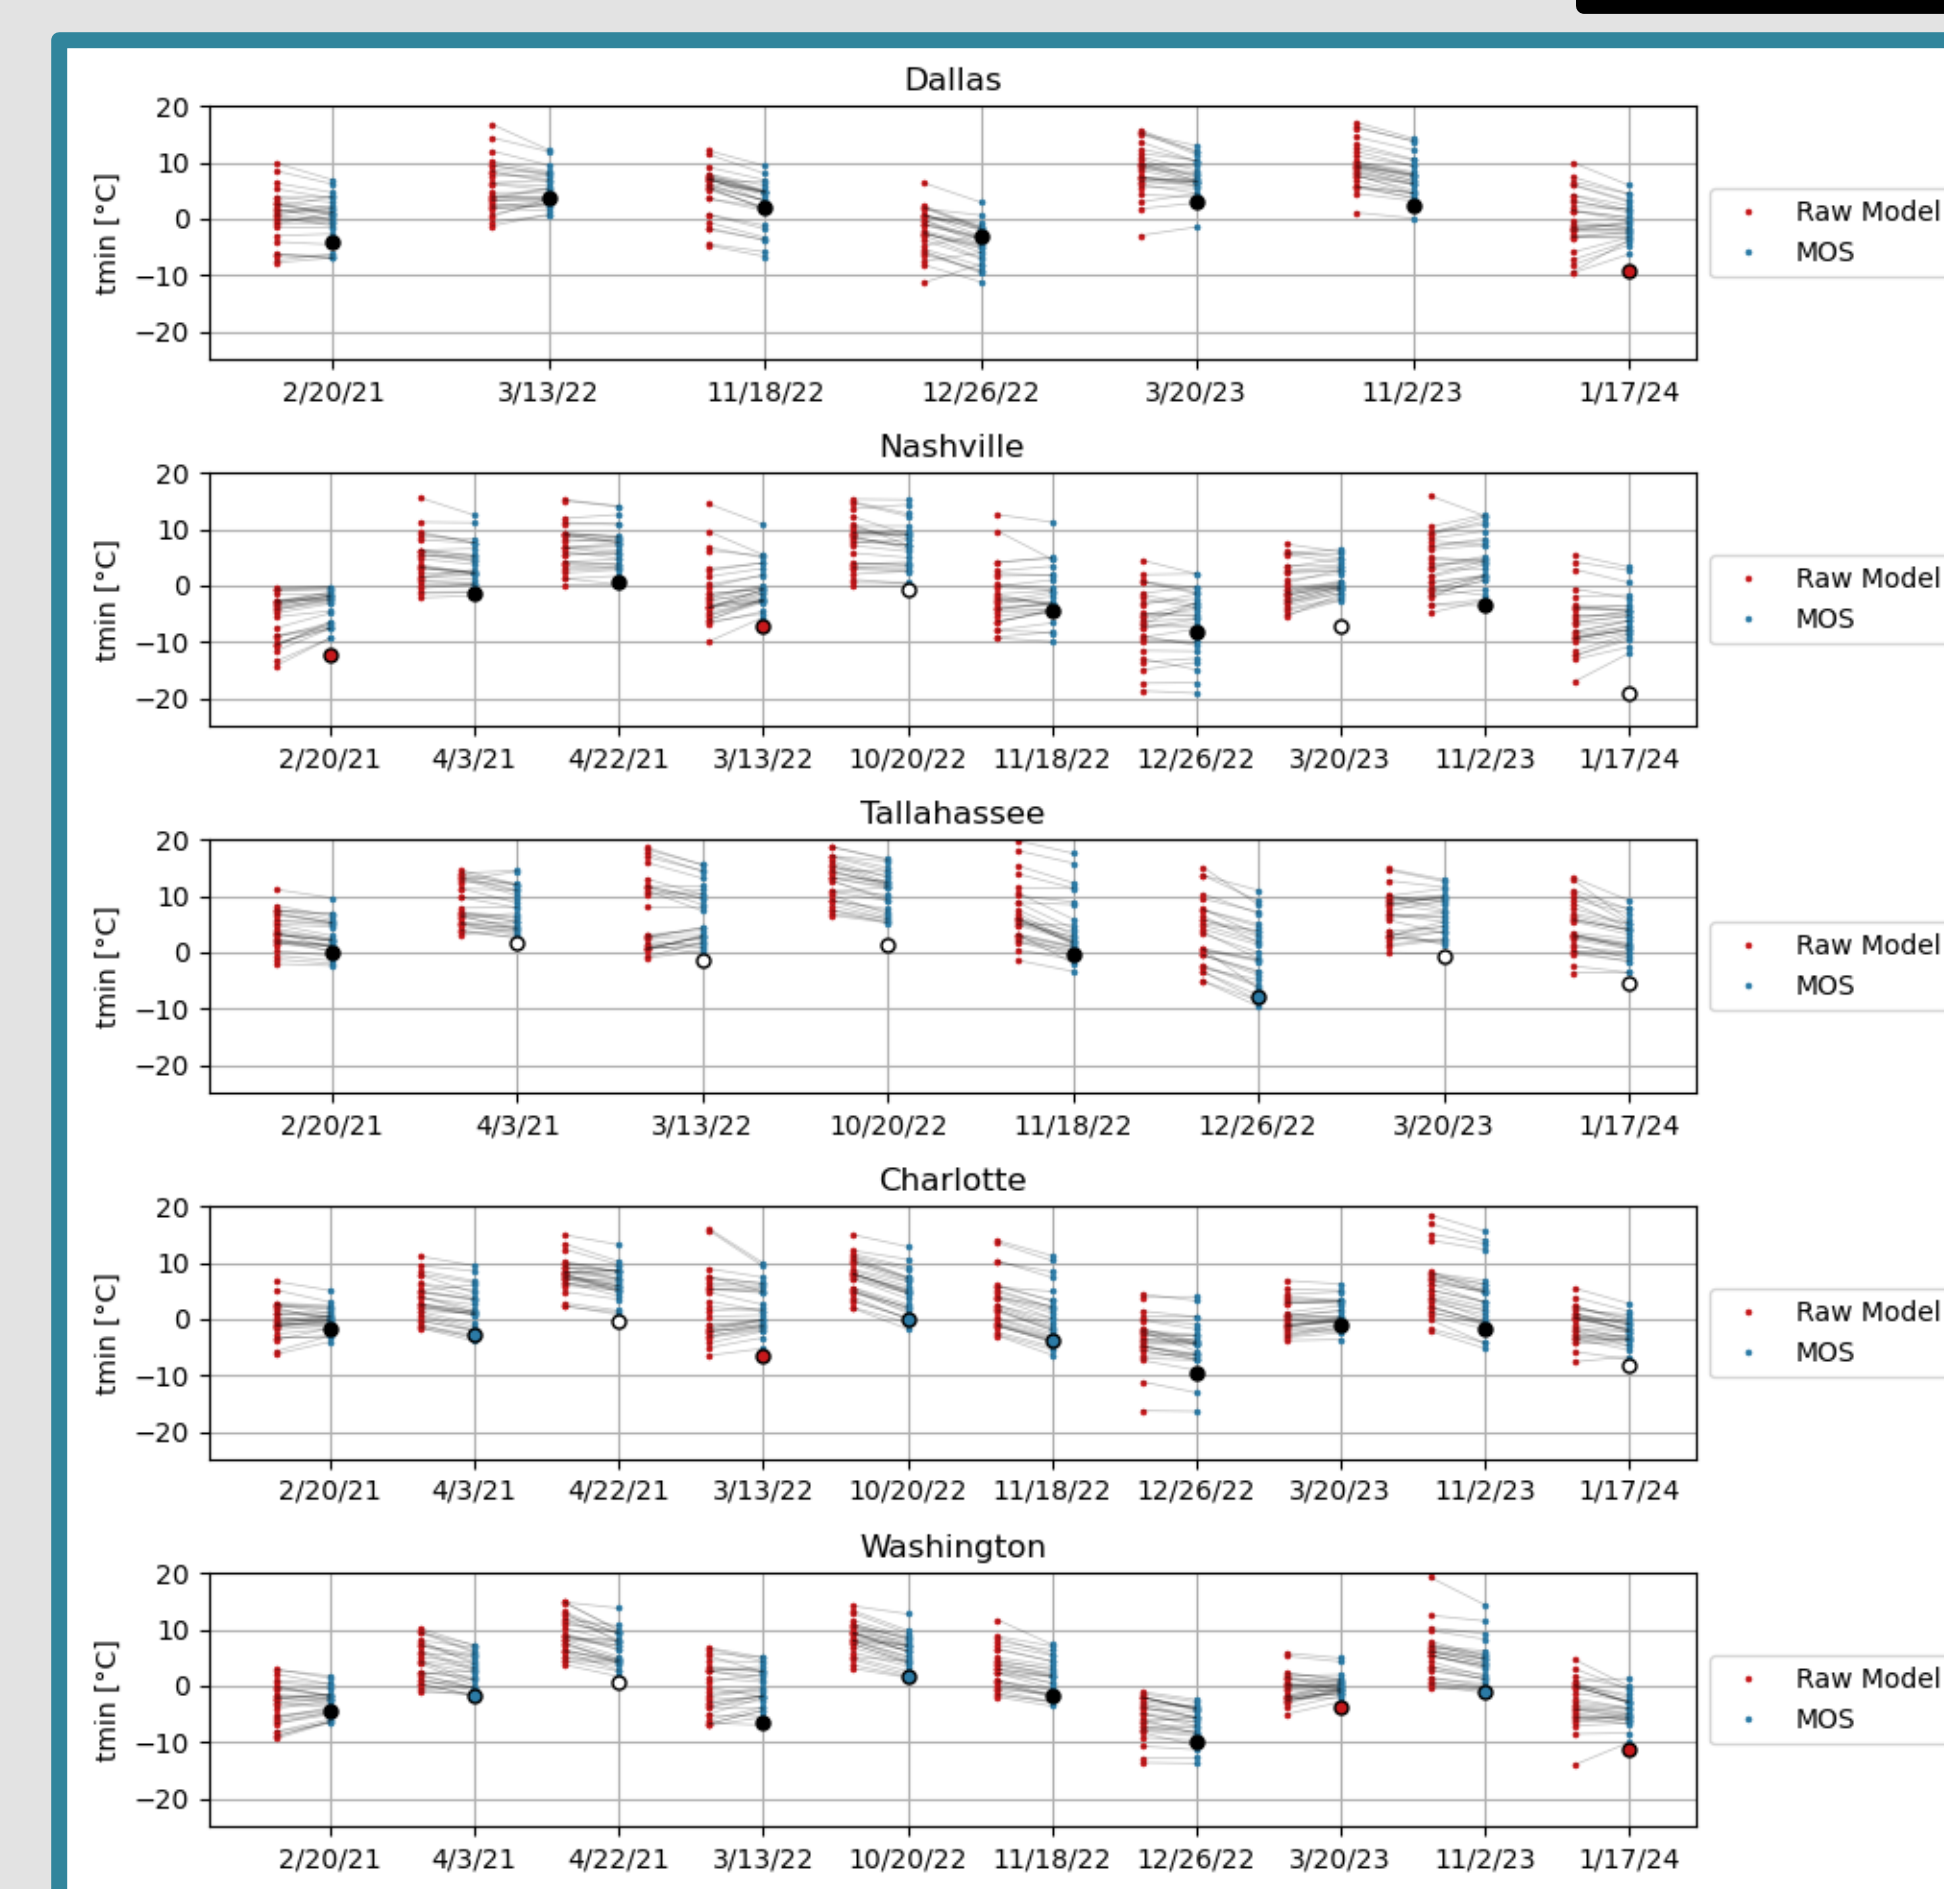 Dallas
20
10
0
−10
−20
tmin [°C]
2/20/21 3/13/22 11/18/22 12/26/22 3/20/23 11/2/23 1/17/24
Raw Model
MOS
Nashville
20
10
0
−10
−20
tmin [°C]
2/20/21 4/3/21 4/22/21 3/13/22 10/20/22 11/18/22 12/26/22 3/20/23 11/2/23 1/17/24
Raw Model
MOS
Tallahassee
20
10
0
−10
−20
tmin [°C]
2/20/21 4/3/21 3/13/22 10/20/22 11/18/22 12/26/22 3/20/23 1/17/24
Raw Model
MOS
Charlotte
20
10
0
−10
−20
tmin [°C]
2/20/21 4/3/21 4/22/21 3/13/22 10/20/22 11/18/22 12/26/22 3/20/23 11/2/23 1/17/24
Raw Model
MOS
Washington
20
10
0
−10
−20
tmin [°C]
2/20/21 4/3/21 4/22/21 3/13/22 10/20/22 11/18/22 12/26/22 3/20/23 11/2/23 1/17/24
Raw Model
MOS